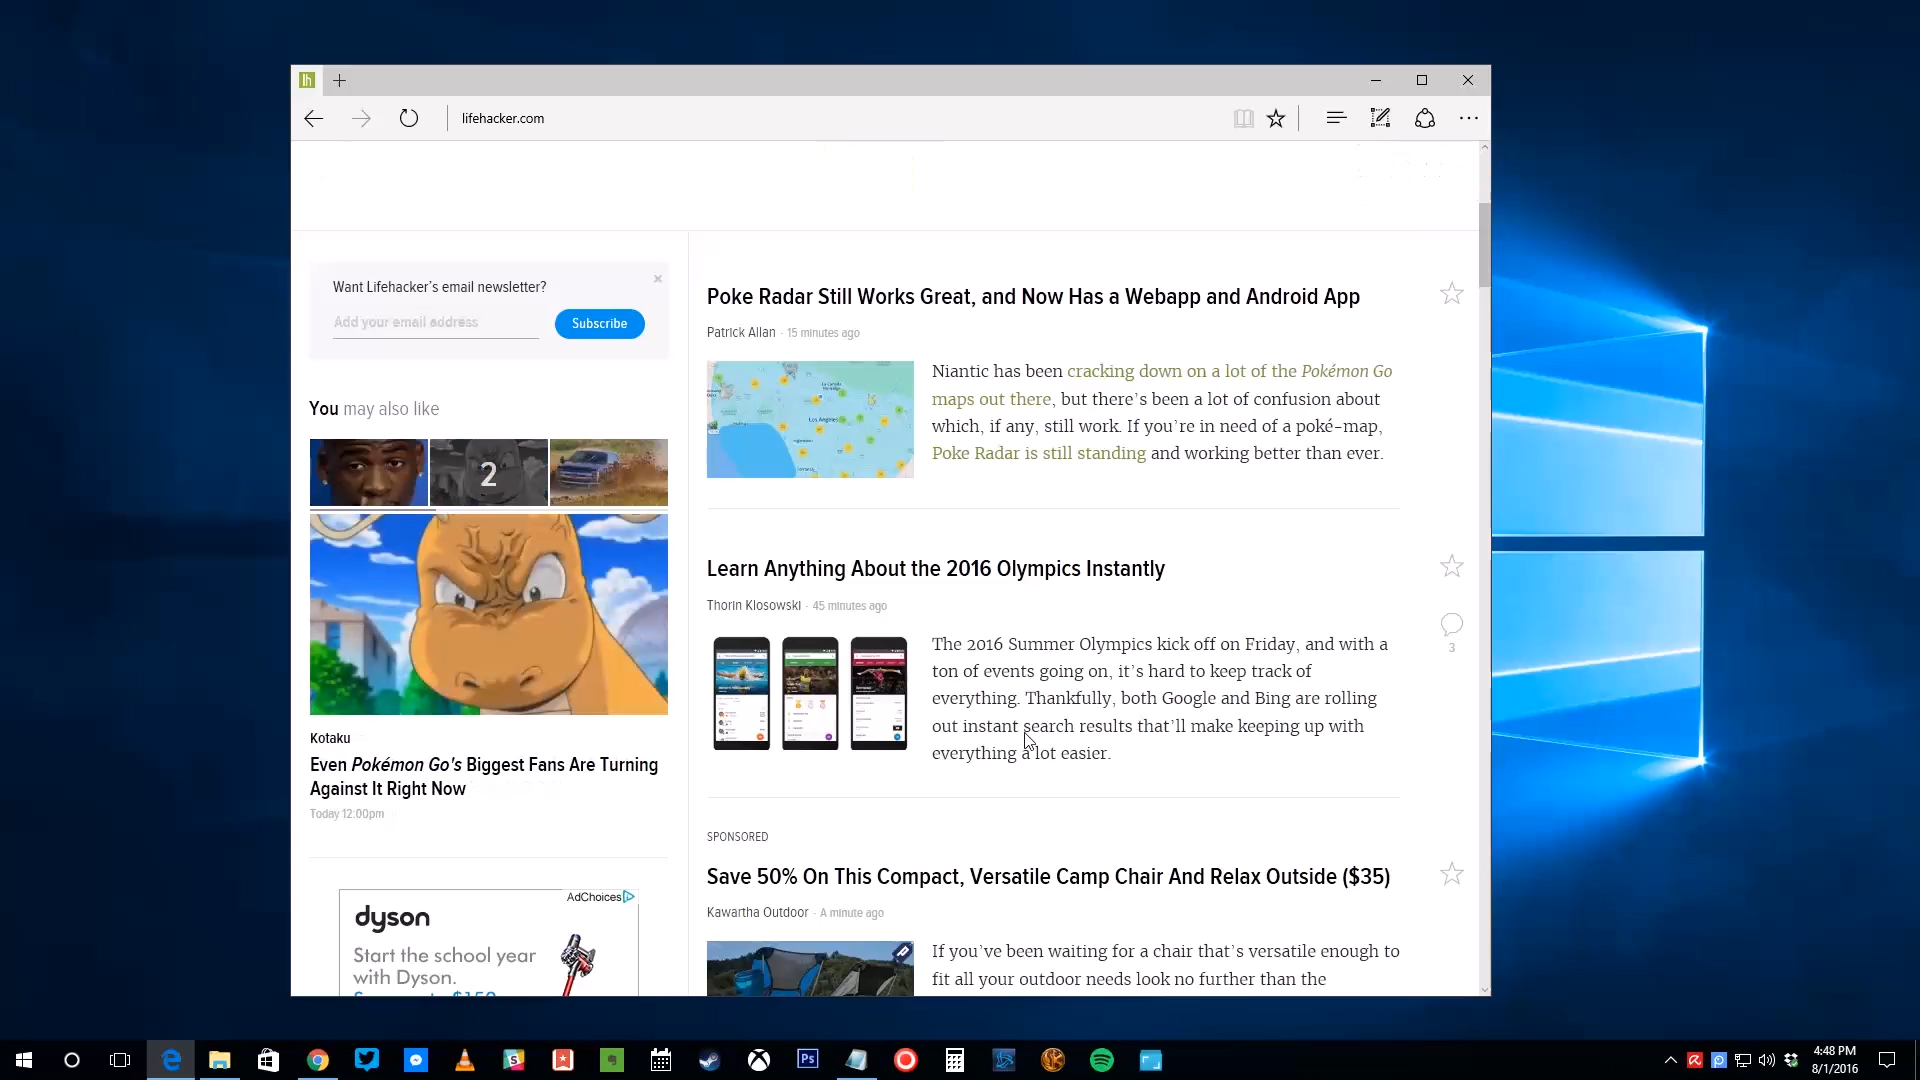 lh
lifehacker.com
Want Lifehacker's email newsletter?
Add your email address
Subscribe
You may also like
2
Kotaku
Even Pokémon Go's Biggest Fans Are Turning
Against It Right Now
Today 12:00pm
AdChoices
dyson
Start the school year
with Dyson.
Poke Radar Still Works Great, and Now Has a Webapp and Android App
Patrick Allan · 15 minutes ago
Los Angeles
Niantic has been cracking down on a lot of the Pokémon Go
maps out there, but there's been a lot of confusion about
which, if any, still work. If you're in need of a poké-map,
Poke Radar is still standing and working better than ever.
Learn Anything About the 2016 Olympics Instantly
Thorin Klosowski · 45 minutes ago
3
The 2016 Summer Olympics kick off on Friday, and with a
ton of events going on, it's hard to keep track of
everything. Thankfully, both Google and Bing are rolling
out instant search results that'll make keeping up with
everything a lot easier.
SPONSORED
Save 50% On This Compact, Versatile Camp Chair And Relax Outside ($35)
Kawartha Outdoor · A minute ago
If you've been waiting for a chair that's versatile enough to
fit all your outdoor needs look no further than the
Ps
4:48 PM
8/1/2016